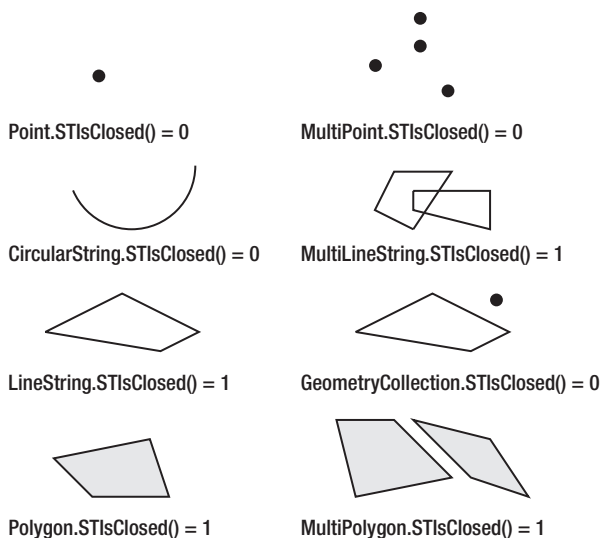 Point.STIsClosed() = 0
MultiPoint.STIsClosed() = 0
CircularString.STIsClosed() = 0
MultiLineString.STIsClosed() = 1
LineString.STIsClosed() = 1
GeometryCollection.STIsClosed() = 0
Polygon.STIsClosed() = 1
MultiPolygon.STIsClosed() = 1